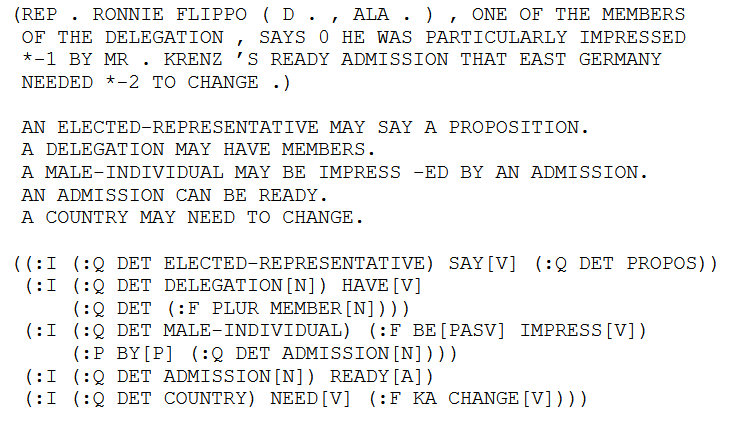 (REP . RONNIE FLIPPO ( D . , ALA . ) , ONE OF THE MEMBERS
OF THE DELEGATION , SAYS 0 HE WAS PARTICULARLY IMPRESSED
*-1 BY MR . KRENZ 'S READY ADMISSION THAT EAST GERMANY
NEEDED *-2 TO CHANGE .)
AN ELECTED-REPRESENTATIVE MAY SAY A PROPOSITION.
A DELEGATION MAY HAVE MEMBERS.
A MALE-INDIVIDUAL MAY BE IMPRESS -ED BY AN ADMISSION.
AN ADMISSION CAN BE READY.
A COUNTRY MAY NEED TO CHANGE.
((:I (:Q DET ELECTED-REPRESENTATIVE) SAY[V] (:Q DET PROPOS))
(:I (:Q DET DELEGATION[N]) HAVE[V]
(:Q DET (:F PLUR MEMBER[N])))
(:I (:Q DET MALE-INDIVIDUAL) (:F BE[PASV] IMPRESS[V])
(:P BY[P] (:Q DET ADMISSION[N])))
(:I (:Q DET ADMISSION[N]) READY[A])
(:I (:Q DET COUNTRY) NEED[V] (:F KA CHANGE[V])))